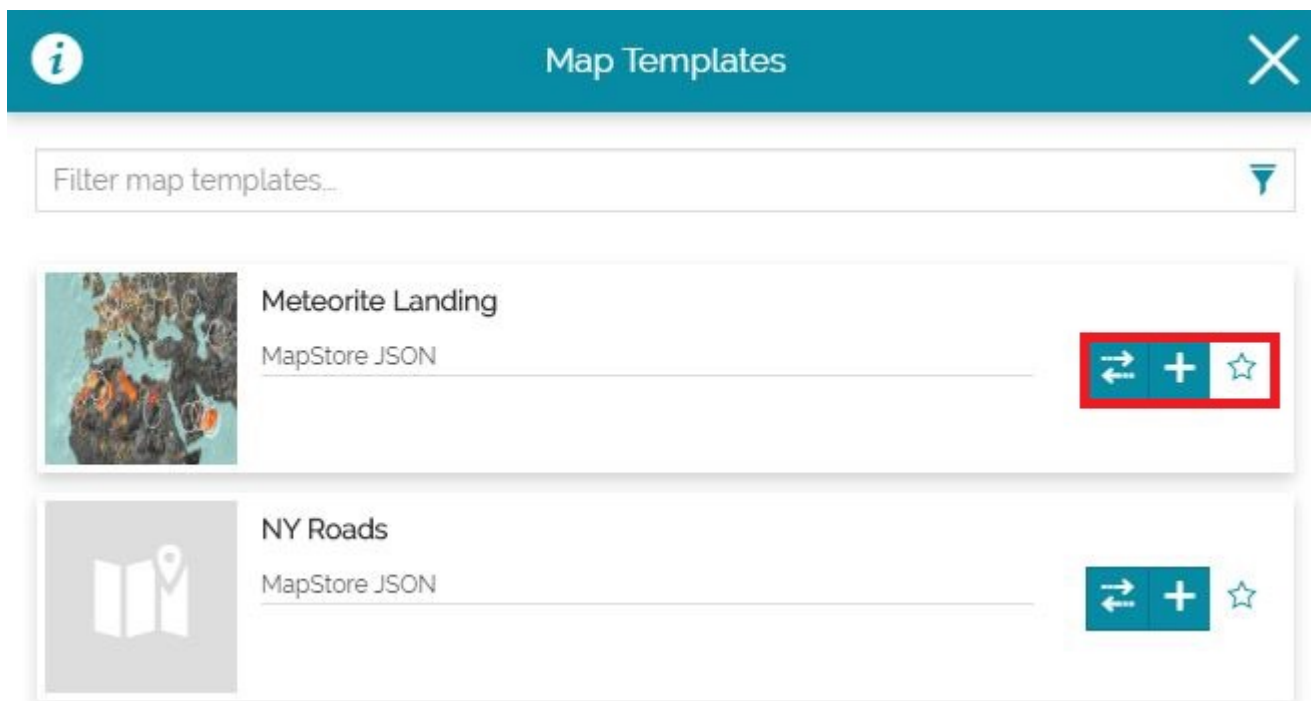 Map Templates
Filter map templates...
Meteorite Landing
MapStore JSON
NY Roads
MapStore JSON